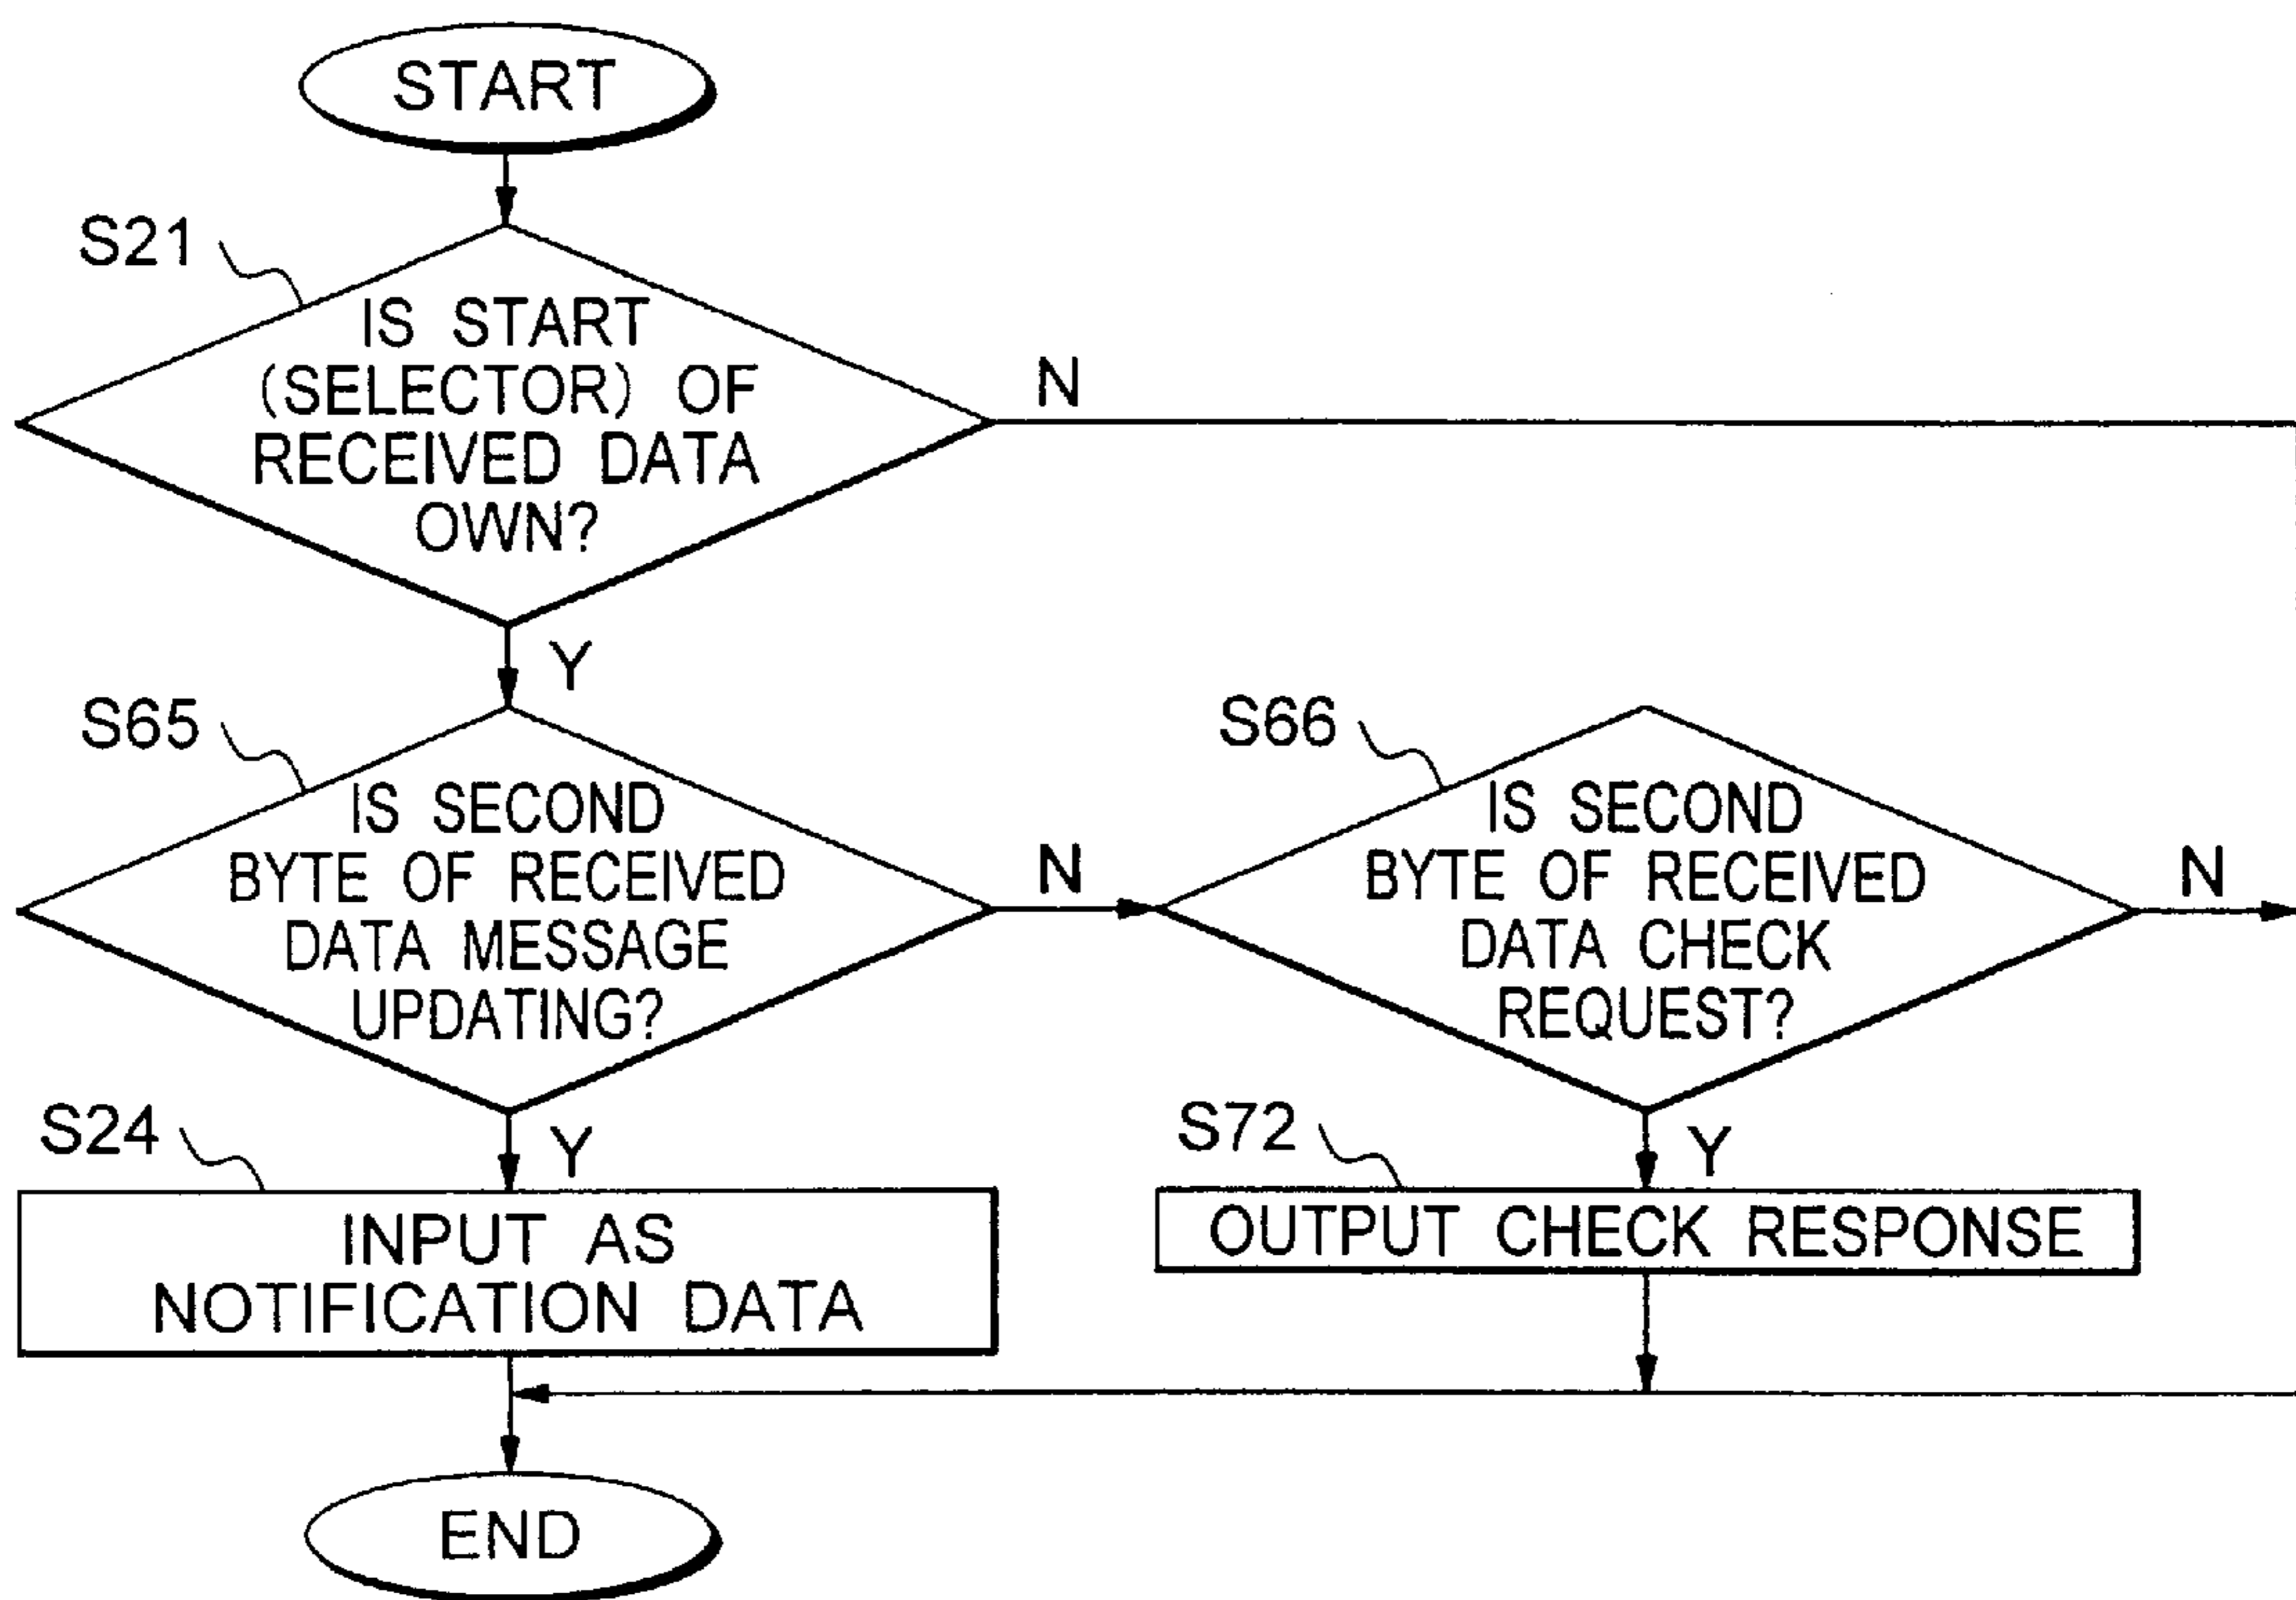 START
S21
IS START
(SELECTOR) OF
RECEIVED DATA
OWN?
N
Y
S65
IS SECOND
BYTE OF RECEIVED
DATA MESSAGE
UPDATING?
N
S66
IS SECOND
BYTE OF RECEIVED
DATA CHECK
REQUEST?
N
Y
S24
INPUT AS
NOTIFICATION DATA
Y
S72
OUTPUT CHECK RESPONSE
END